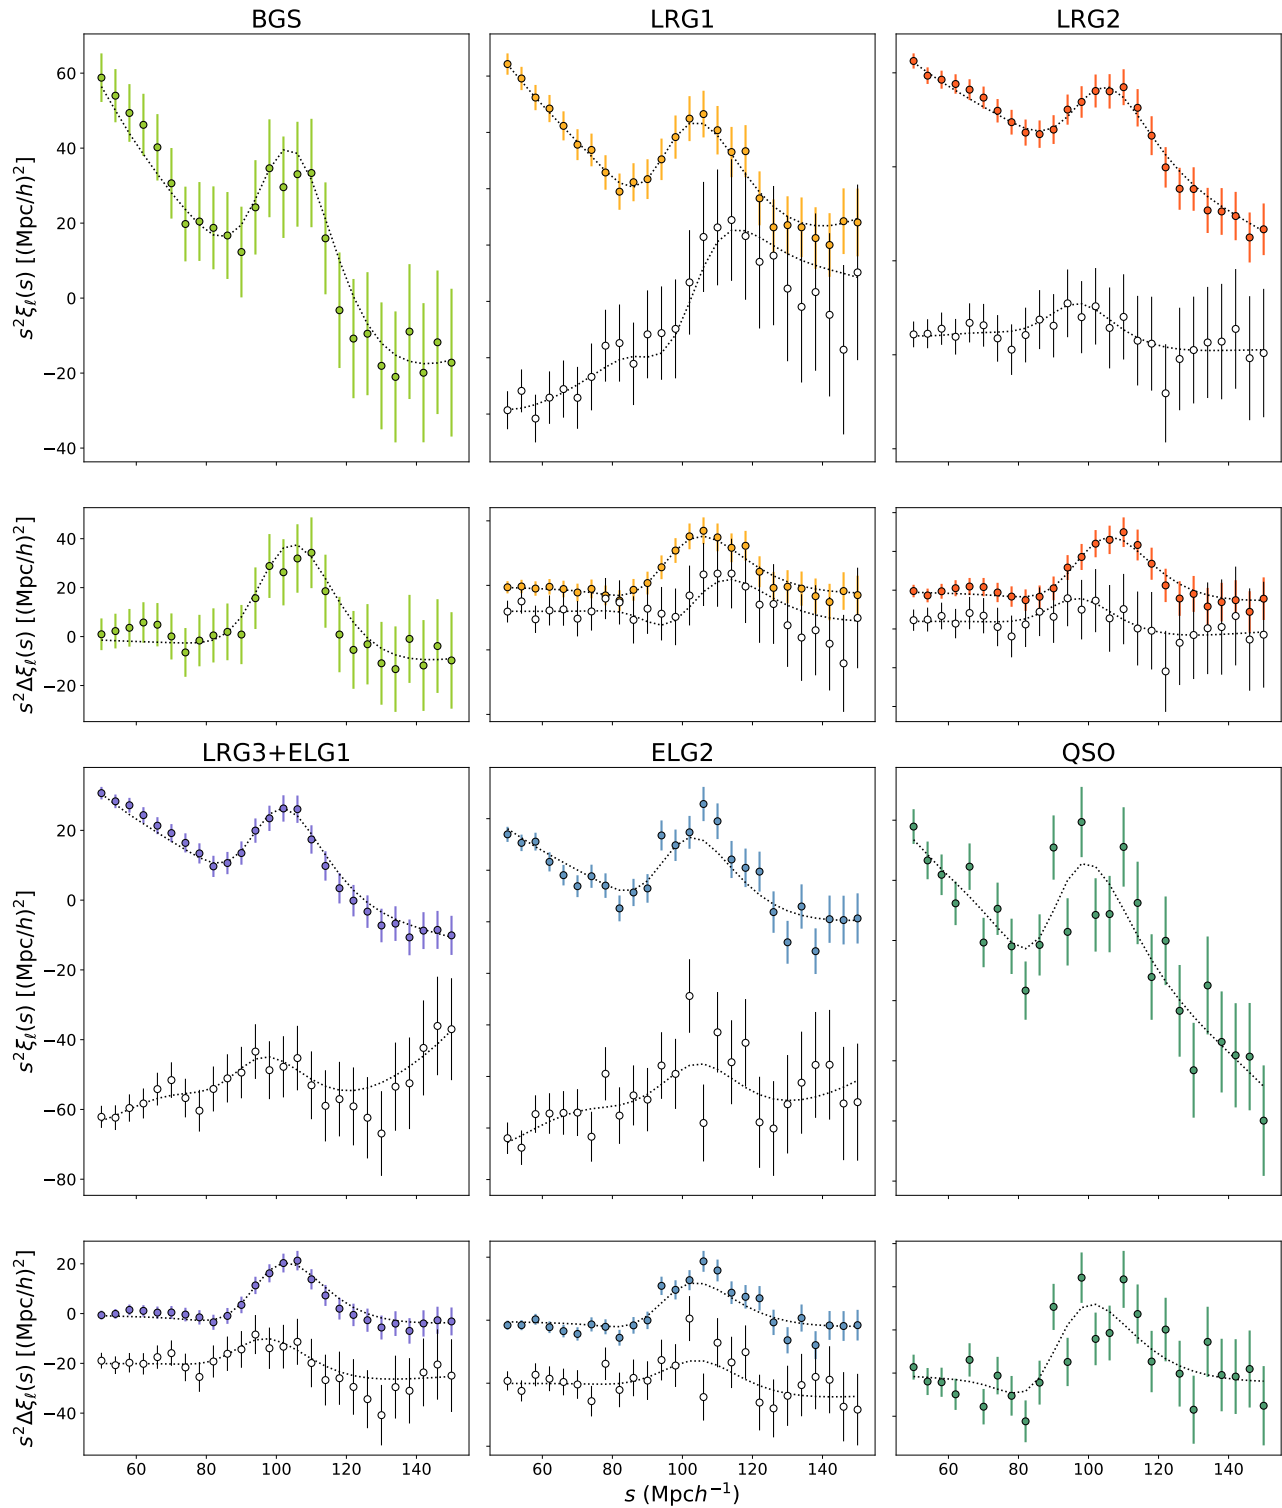 BGS LRG1 LRG2
s²ξℓ(s) [(Mpc/h)²]
60
40
20
0
−20
−40
s²Δξℓ(s) [(Mpc/h)²]
40
20
0
−20
LRG3+ELG1 ELG2 QSO
s²ξℓ(s) [(Mpc/h)²]
20
0
−20
−40
−60
−80
s²Δξℓ(s) [(Mpc/h)²]
20
0
−20
−40
60 80 100 120 140 60 80 100 120 140 60 80 100 120 140
s (Mpch⁻¹)